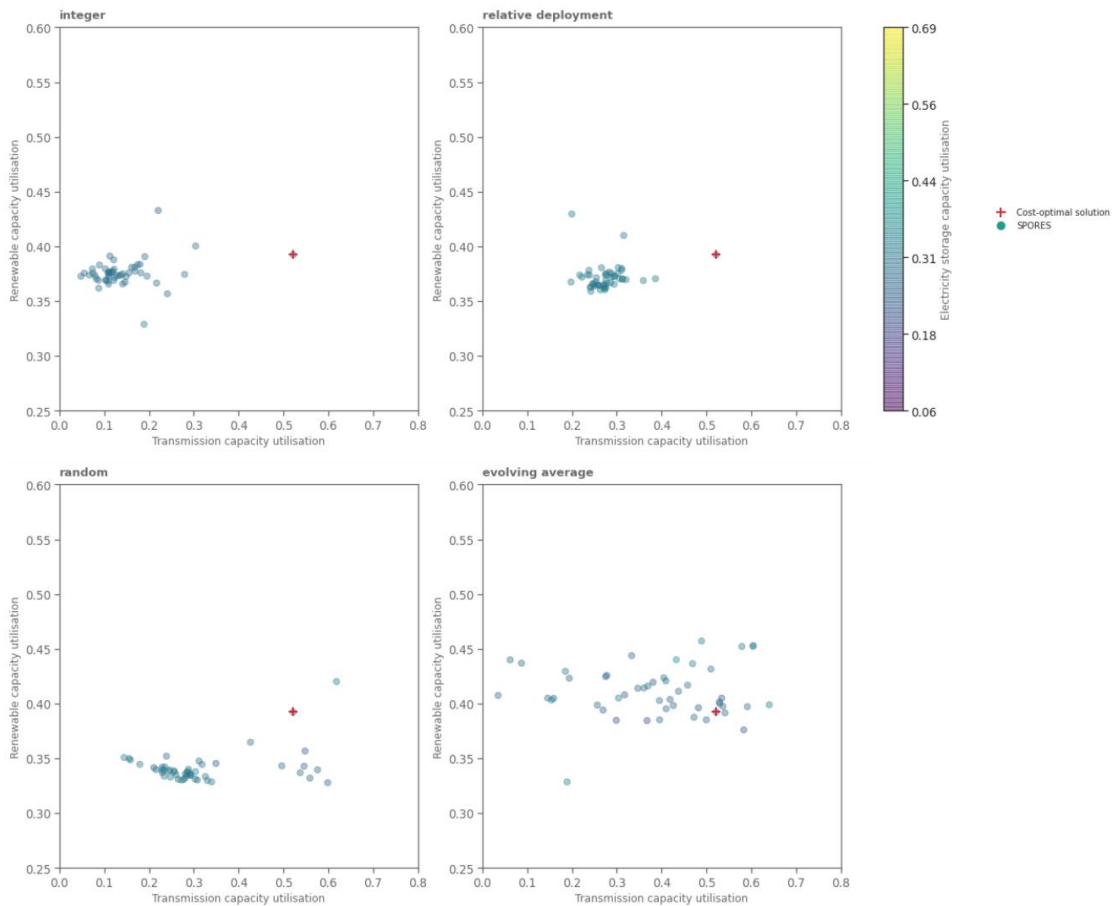 integer
0.60
0.55
0.50
0.45
0.40
0.35
0.30
0.25
Renewable capacity utilisation
0.0 0.1 0.2 0.3 0.4 0.5 0.6 0.7 0.8
Transmission capacity utilisation
relative deployment
0.60
0.55
0.50
0.45
0.40
0.35
0.30
0.25
Renewable capacity utilisation
0.0 0.1 0.2 0.3 0.4 0.5 0.6 0.7 0.8
Transmission capacity utilisation
0.69
0.56
0.44
0.31
0.18
0.06
Electricity storage capacity utilisation
Cost-optimal solution
SPORES
random
0.60
0.55
0.50
0.45
0.40
0.35
0.30
0.25
Renewable capacity utilisation
0.0 0.1 0.2 0.3 0.4 0.5 0.6 0.7 0.8
Transmission capacity utilisation
evolving average
0.60
0.55
0.50
0.45
0.40
0.35
0.30
0.25
Renewable capacity utilisation
0.0 0.1 0.2 0.3 0.4 0.5 0.6 0.7 0.8
Transmission capacity utilisation